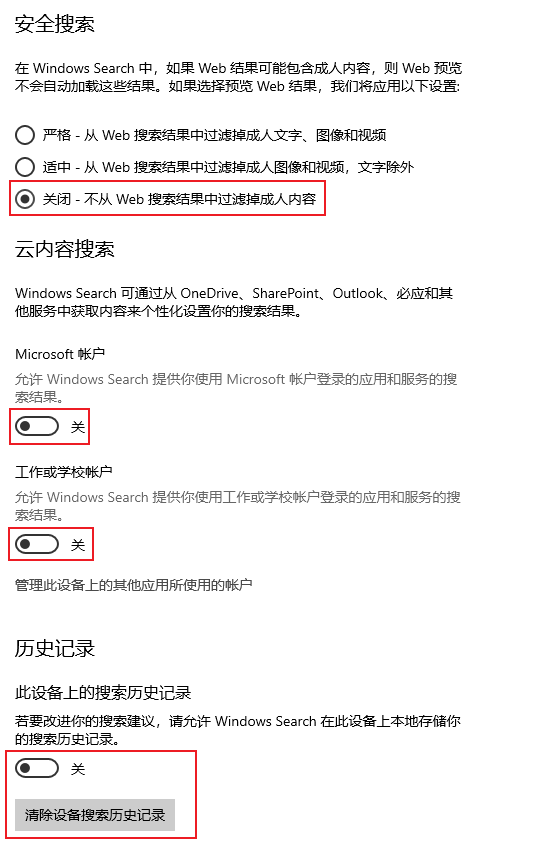 安全搜索
在 Windows Search 中，如果 Web 结果可能包含成人内容，则 Web 预览
不会自动加载这些结果。如果选择预览 Web 结果，我们将应用以下设置:
严格 - 从 Web 搜索结果中过滤掉成人文字、图像和视频
适中 - 从 Web 搜索结果中过滤掉成人图像和视频，文字除外
关闭 - 不从 Web 搜索结果中过滤掉成人内容
云内容搜索
Windows Search 可通过从 OneDrive、SharePoint、Outlook、必应和其
他服务中获取内容来个性化设置你的搜索结果。
Microsoft 帐户
允许 Windows Search 提供你使用 Microsoft 帐户登录的应用和服务的搜
索结果。
关
工作或学校帐户
允许 Windows Search 提供你使用工作或学校帐户登录的应用和服务的搜
索结果。
关
管理此设备上的其他应用所使用的帐户
历史记录
此设备上的搜索历史记录
若要改进你的搜索建议，请允许 Windows Search 在此设备上本地存储你
的搜索历史记录。
关
清除设备搜索历史记录